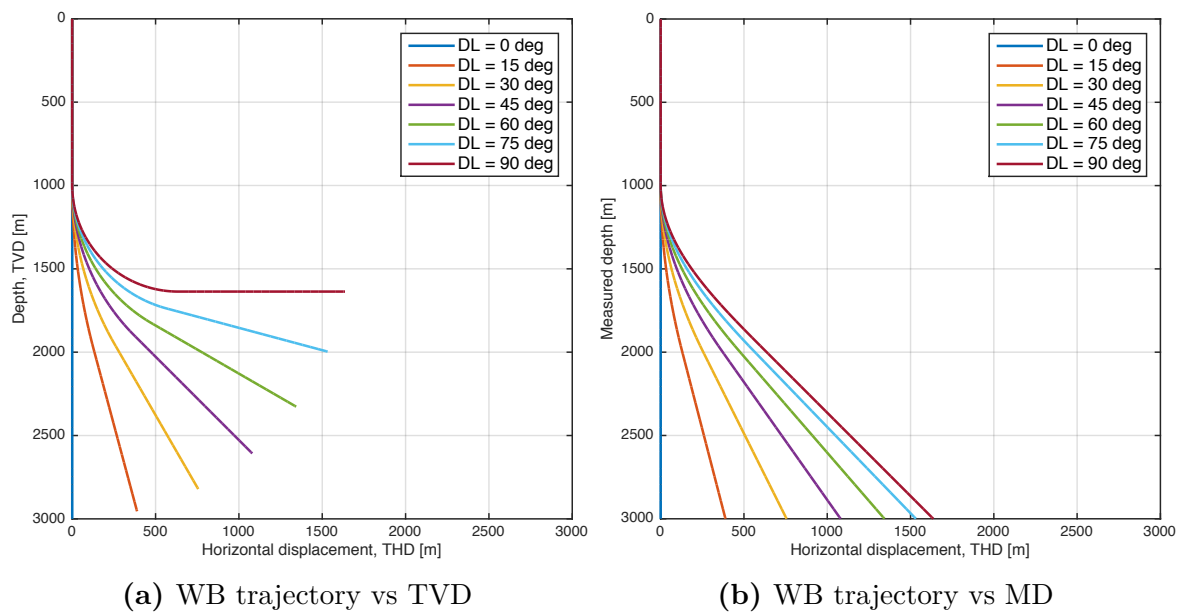 0
500
1000
1500
2000
2500
3000
Depth, TVD [m]
0 500 1000 1500 2000 2500 3000
Horizontal displacement, THD [m]
DL = 0 deg
DL = 15 deg
DL = 30 deg
DL = 45 deg
DL = 60 deg
DL = 75 deg
DL = 90 deg
(a) WB trajectory vs TVD
0
500
1000
1500
2000
2500
3000
Measured depth [m]
0 500 1000 1500 2000 2500 3000
Horizontal displacement, THD [m]
DL = 0 deg
DL = 15 deg
DL = 30 deg
DL = 45 deg
DL = 60 deg
DL = 75 deg
DL = 90 deg
(b) WB trajectory vs MD